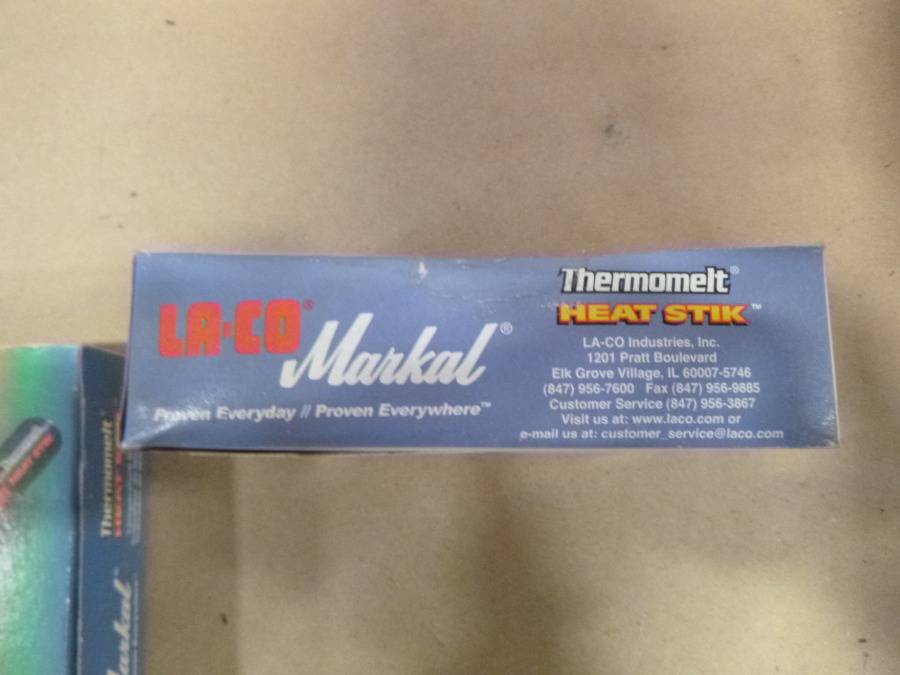 LA-CO®
Markal®
Proven Everyday // Proven Everywhere™
Thermomelt®
HEAT STIK™
LA-CO Industries, Inc.
1201 Pratt Boulevard
Elk Grove Village, IL 60007-5746
(847) 956-7600 Fax (847) 956-9885
Customer Service (847) 956-3867
Visit us at: www.laco.com or
e-mail us at: customer_service@laco.com
Thermomelt
HEAT
Markal